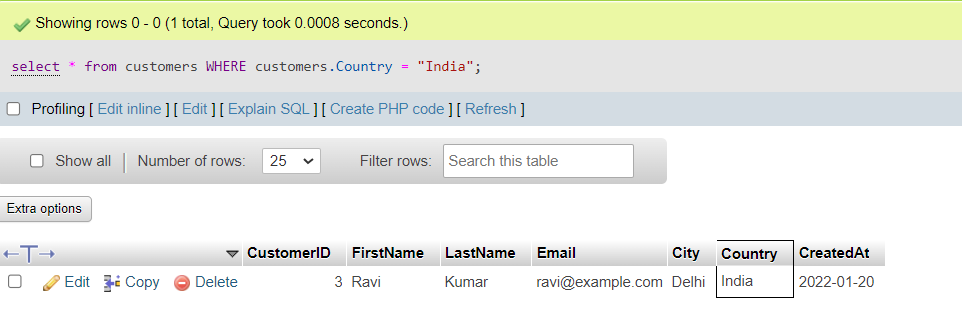 Showing rows 0 - 0 (1 total, Query took 0.0008 seconds.)
select * from customers WHERE customers.Country = "India";
Profiling [ Edit inline ] [ Edit ] [ Explain SQL ] [ Create PHP code ] [ Refresh ]
Show all | Number of rows: 25 Filter rows: Search this table
Extra options
←T→ CustomerID FirstName LastName Email City Country CreatedAt
Edit Copy Delete 3 Ravi Kumar ravi@example.com Delhi India 2022-01-20